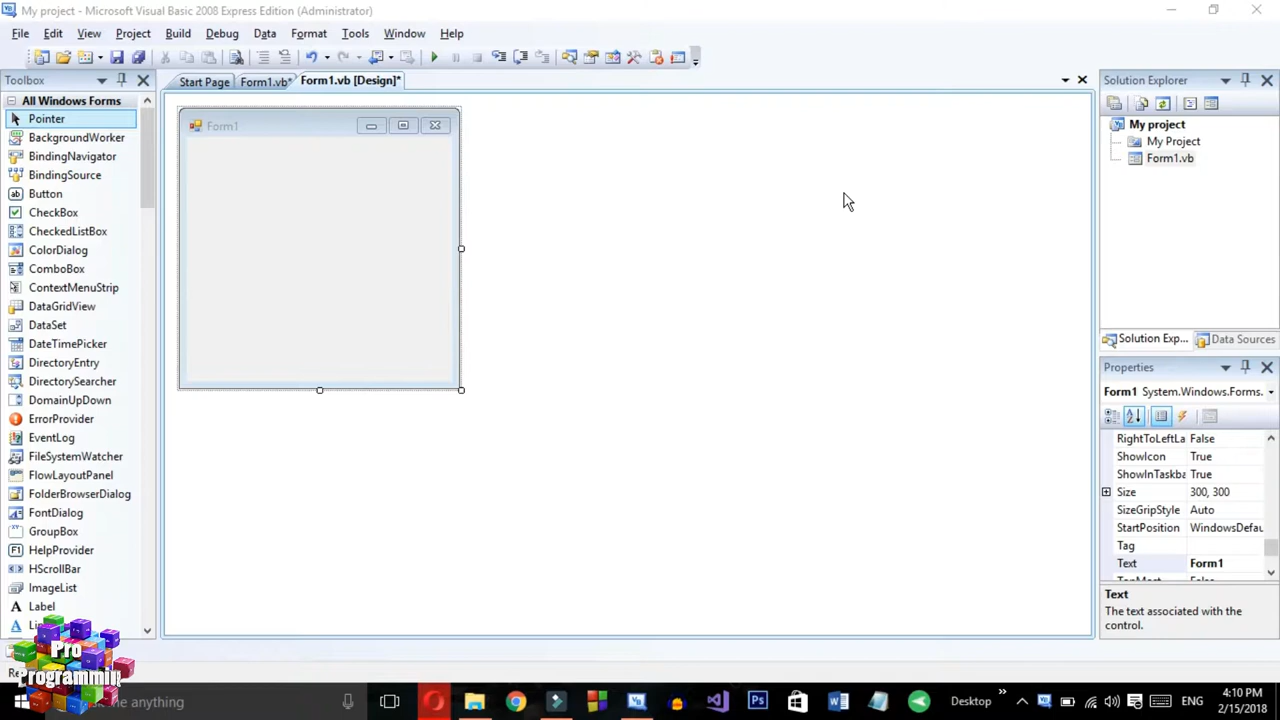 My project - Microsoft Visual Basic 2008 Express Edition (Administrator)
File Edit View Project Build Debug Data Format Tools Window Help
Toolbox
Start Page Form1.vb* Form1.vb [Design]*
Solution Explorer
All Windows Forms
Pointer
BackgroundWorker
BindingNavigator
BindingSource
Button
CheckBox
CheckedListBox
ColorDialog
ComboBox
ContextMenuStrip
DataGridView
DataSet
DateTimePicker
DirectoryEntry
DirectorySearcher
DomainUpDown
ErrorProvider
EventLog
FileSystemWatcher
FlowLayoutPanel
FolderBrowserDialog
FontDialog
GroupBox
HelpProvider
HScrollBar
ImageList
Label
Form1
My project
My Project
Form1.vb
Solution Exp... Data Sources
Properties
Form1 System.Windows.Forms.
RightToLeftLa False
ShowIcon True
ShowInTaskba True
Size 300, 300
SizeGripStyle Auto
StartPosition WindowsDefau
Tag
Text Form1
Text
The text associated with the
control.
Pro
Programming
me anything
Desktop
ENG
4:10 PM
2/15/2018